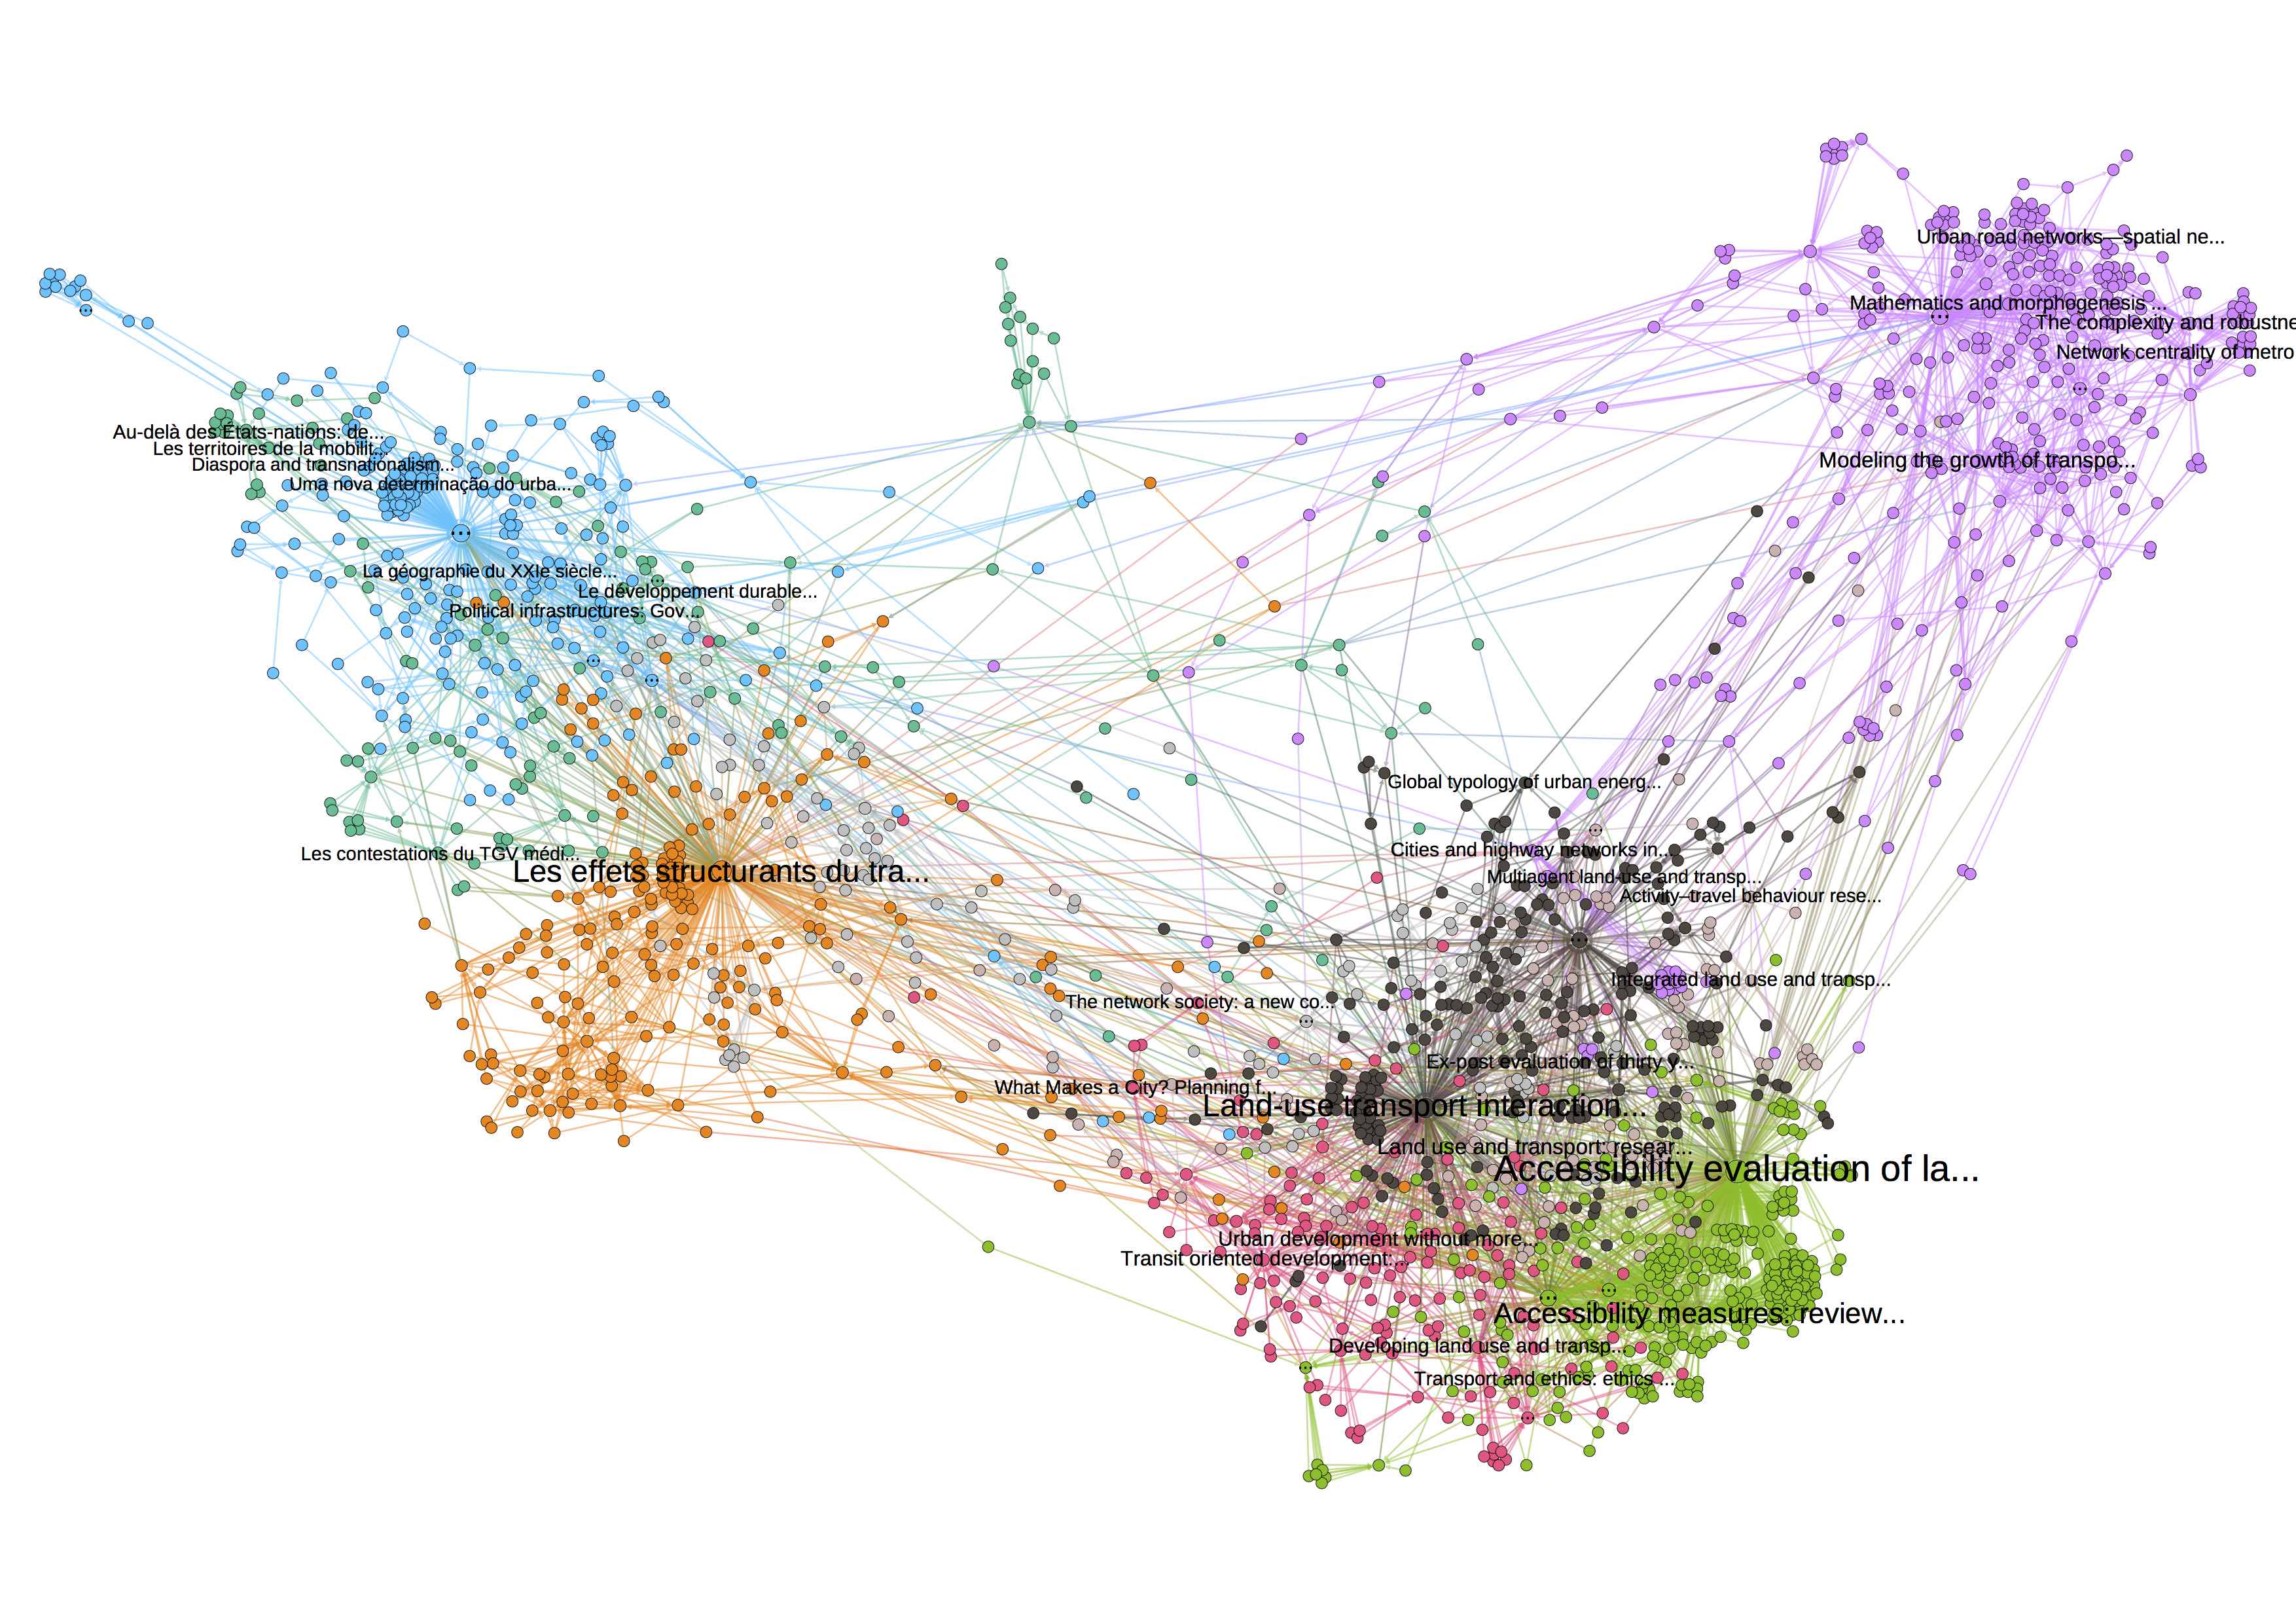 Urban road networks—spatial ne...
Mathematics and morphogenesis ...
The complexity and robustne
Network centrality of metro
Au-delà des Etats-nations: de...
Les territoires de la mobilit...
Modeling the growth of transpo...
Diaspora and transnationalism...
Uma nova determinação do urba...
La géographie du XXIe siècle...
Le développement durable...
Political infrastructures: Gov...
Global typology of urban energ...
Les contestations du TGV médi...
Cities and highway networks in...
Les effets structurants du tra...
Multiagent land-use and transp...
Activity–travel behaviour rese...
Integrated land use and transp...
The network society: a new co...
Ex-post evaluation of thirty y...
What Makes a City? Planning f...
Land-use transport interaction...
Land use and transport: resear...
Accessibility evaluation of la...
Urban development without more...
Transit oriented development:...
Accessibility measures: review...
Developing land use and transp...
Transport and ethics: ethics ...